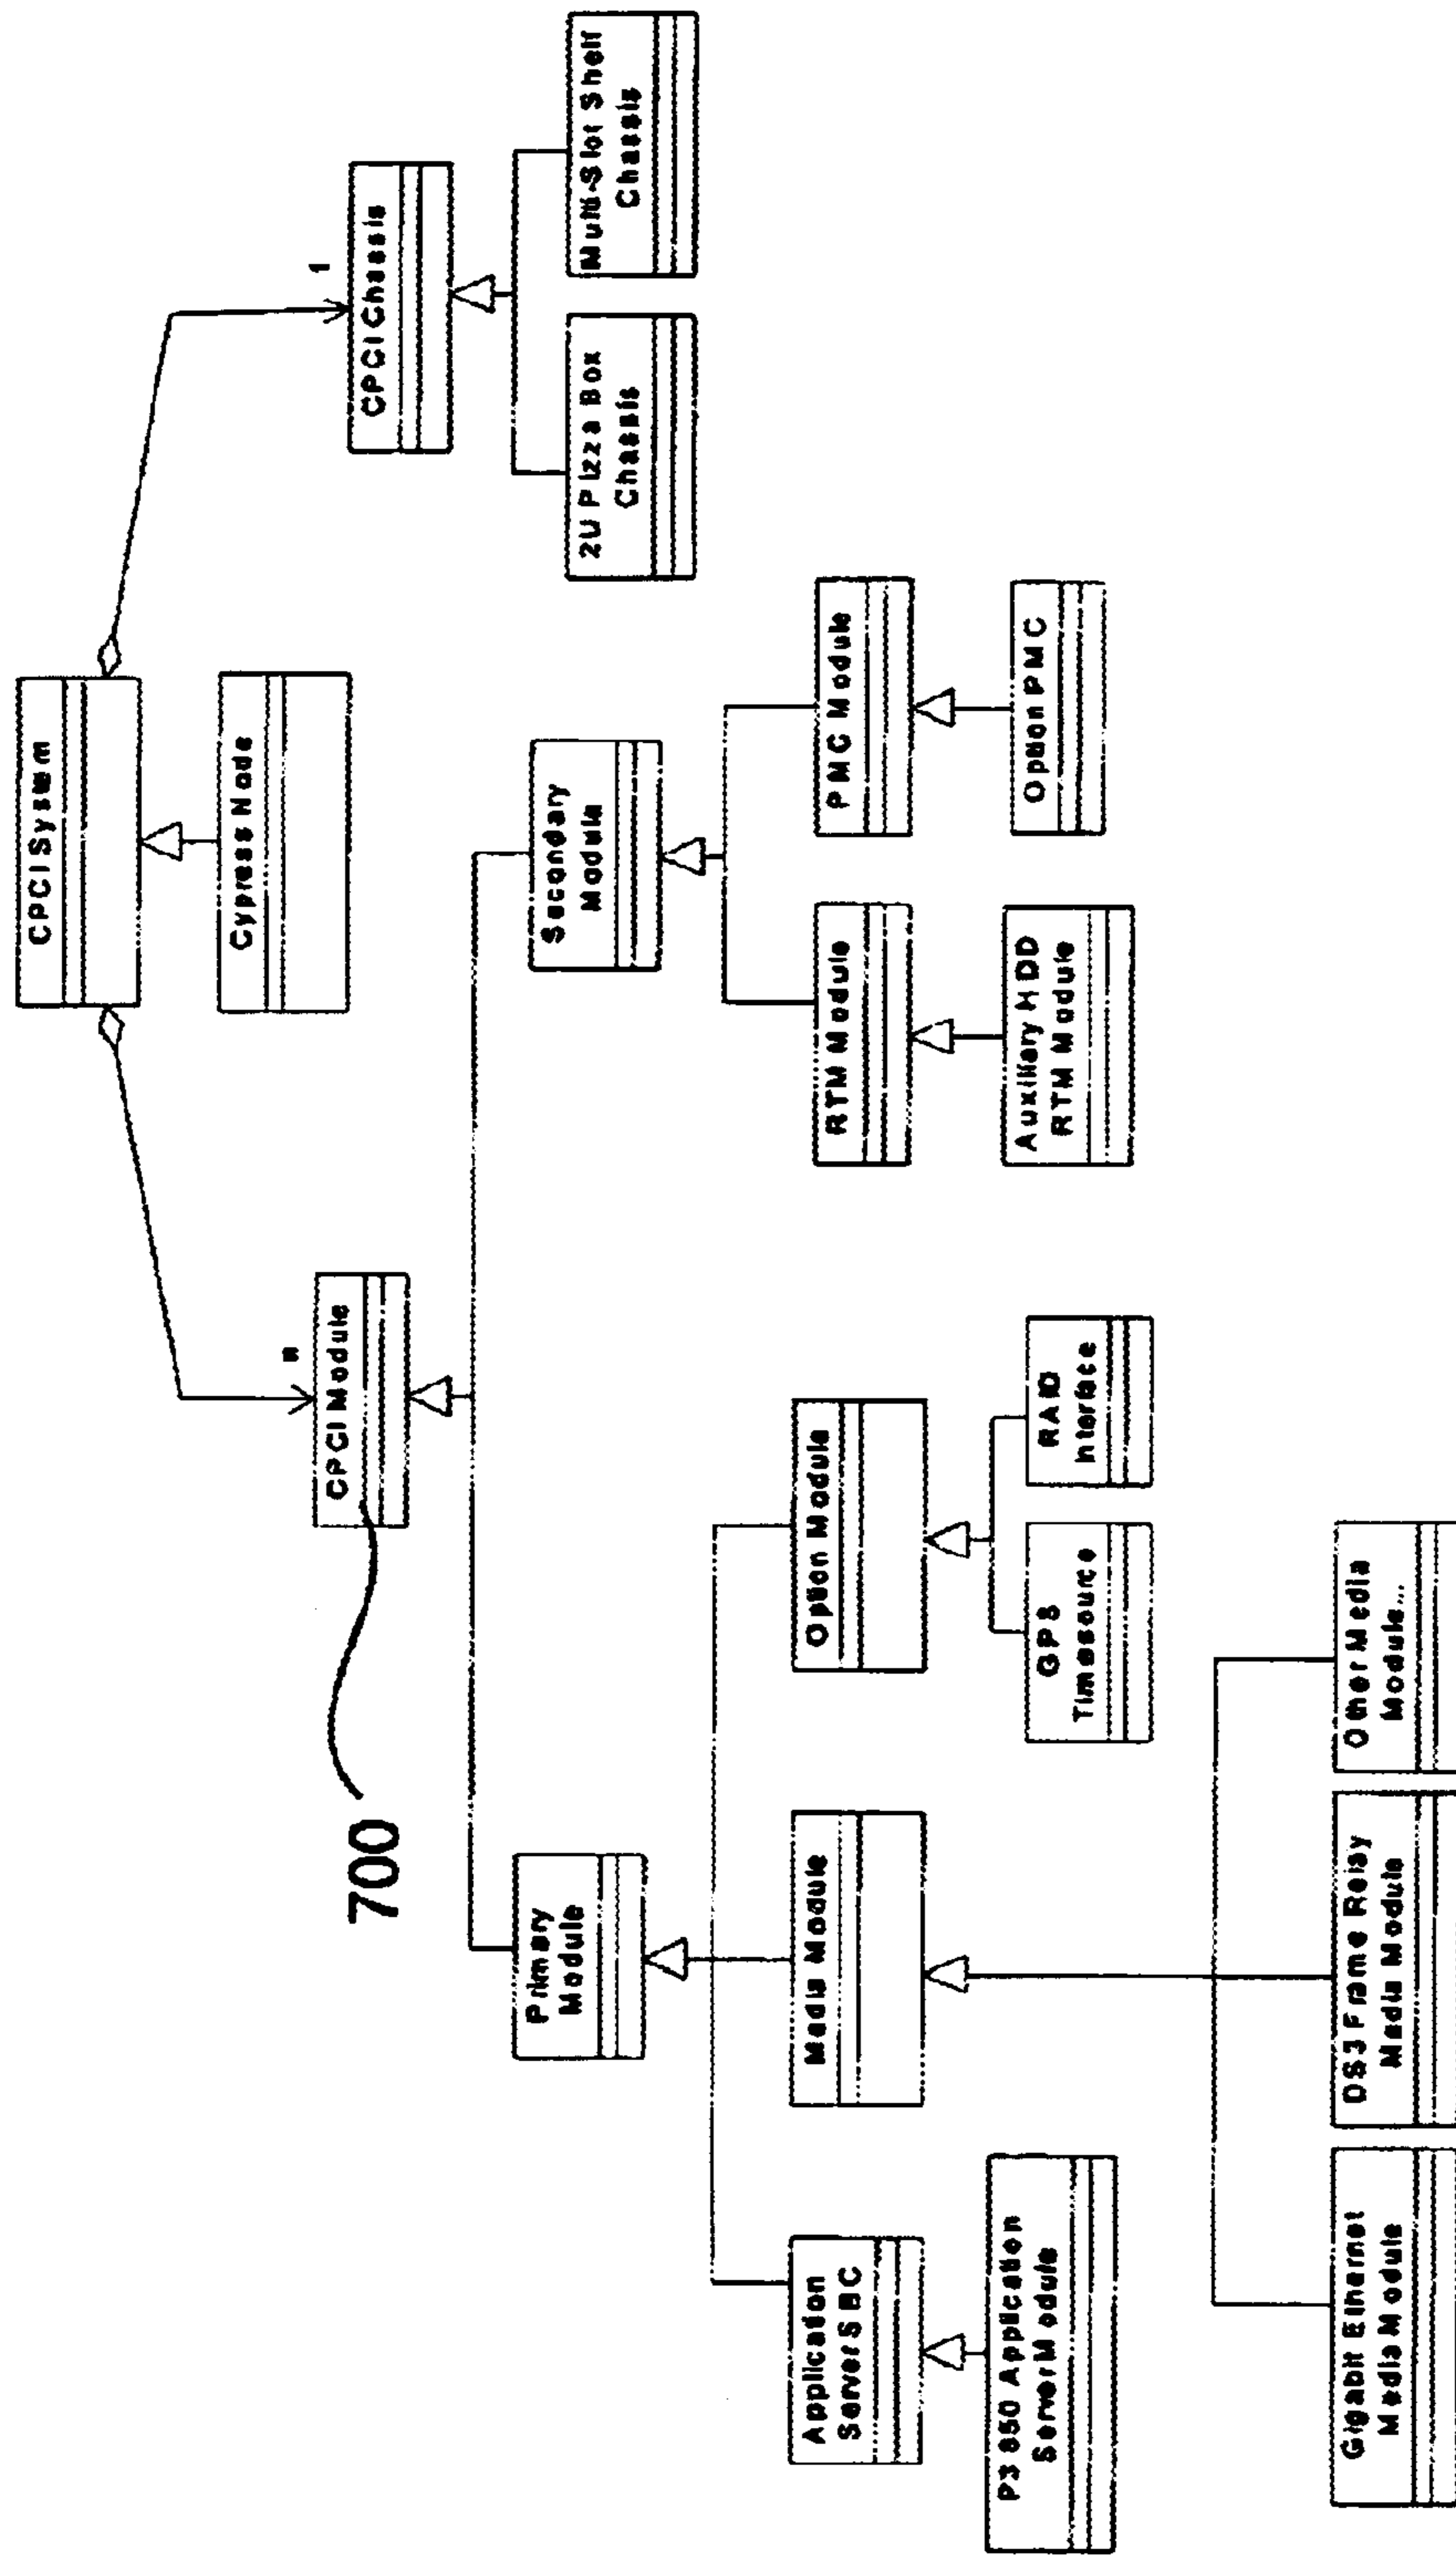 CPCI System
Cypress Node
1
CPCI Chassis
2U Pizza Box
Chassis
Multi-Slot Shelf
Chassis
n
CPCI Module
700
Primary
Module
Secondary
Module
Application
Server SBC
Media Module
Option Module
RTM Module
PMC Module
P3 850 Application
Server Module
GPS
Timesource
RAID
Interface
Auxiliary HDD
RTM Module
Option PMC
Gigabit Ethernet
Media Module
DS3 Frame Relay
Media Module
Other Media
Module...